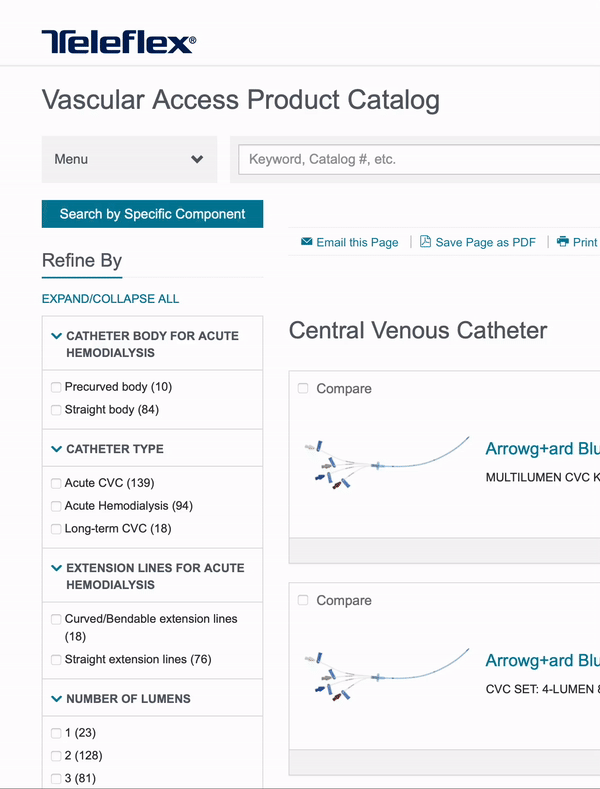 Teleflex®
Vascular Access Product Catalog
Menu
Keyword, Catalog #, etc.
Search by Specific Component
Email this Page
Save Page as PDF
Print
Refine By
EXPAND/COLLAPSE ALL
CATHETER BODY FOR ACUTE
HEMODIALYSIS
Precurved body (10)
Straight body (84)
CATHETER TYPE
Acute CVC (139)
Acute Hemodialysis (94)
Long-term CVC (18)
EXTENSION LINES FOR ACUTE
HEMODIALYSIS
Curved/Bendable extension lines
(18)
Straight extension lines (76)
NUMBER OF LUMENS
1 (23)
2 (128)
3 (81)
Central Venous Catheter
Compare
Arrowg+ard Blu
MULTILUMEN CVC K
Compare
Arrowg+ard Blu
CVC SET: 4-LUMEN 8